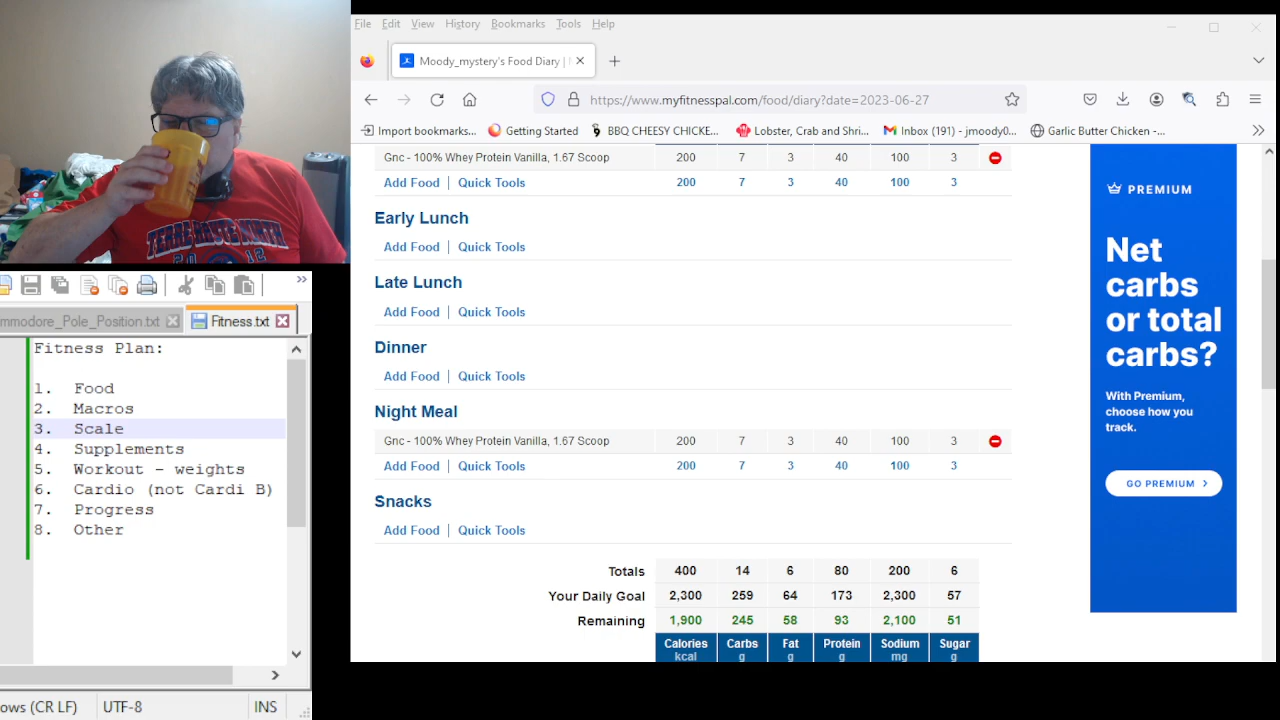 TERRE HAUTE NORTH
2012
mmodore_Pole_Position.txt Fitness.txt
Fitness Plan:
1. Food
2. Macros
3. Scale
4. Supplements
5. Workout - weights
6. Cardio (not Cardi B)
7. Progress
8. Other
ows (CR LF) UTF-8 INS
File Edit View History Bookmarks Tools Help
Moody_mystery's Food Diary |
https://www.myfitnesspal.com/food/diary?date=2023-06-27
Import bookmarks... Getting Started BBQ CHEESY CHICKE... Lobster, Crab and Shri... Inbox (191) - jmoody0... Garlic Butter Chicken -...
Gnc - 100% Whey Protein Vanilla, 1.67 Scoop 200 7 3 40 100 3
Add Food | Quick Tools 200 7 3 40 100 3
Early Lunch
Add Food | Quick Tools
Late Lunch
Add Food | Quick Tools
Dinner
Add Food | Quick Tools
Night Meal
Gnc - 100% Whey Protein Vanilla, 1.67 Scoop 200 7 3 40 100 3
Add Food | Quick Tools 200 7 3 40 100 3
Snacks
Add Food | Quick Tools
Totals 400 14 6 80 200 6
Your Daily Goal 2,300 259 64 173 2,300 57
Remaining 1,900 245 58 93 2,100 51
Calories Carbs Fat Protein Sodium Sugar
kcal g g g mg g
PREMIUM
Net
carbs
or total
carbs?
With Premium,
choose how you
track.
GO PREMIUM >